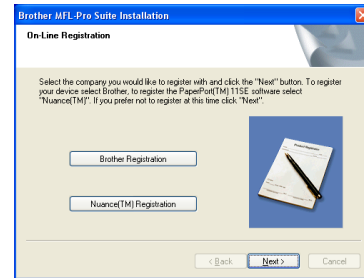 Brother MFL-Pro Suite Installation
On-Line Registration
Select the company you would like to register with and click the "Next" button. To register
your device select Brother, to register the PaperPort(TM) 11SE software select
"Nuance(TM)". If you prefer not to register at this time click "Next".
Brother Registration
Nuance(TM) Registration
< Back
Next >
Cancel